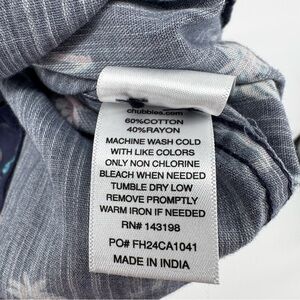 chubbies.com
60%COTTON
40%RAYON
MACHINE WASH COLD
WITH LIKE COLORS
ONLY NON CHLORINE
BLEACH WHEN NEEDED
TUMBLE DRY LOW
REMOVE PROMPTLY
WARM IRON IF NEEDED
RN# 143198
PO# FH24CA1041
MADE IN INDIA